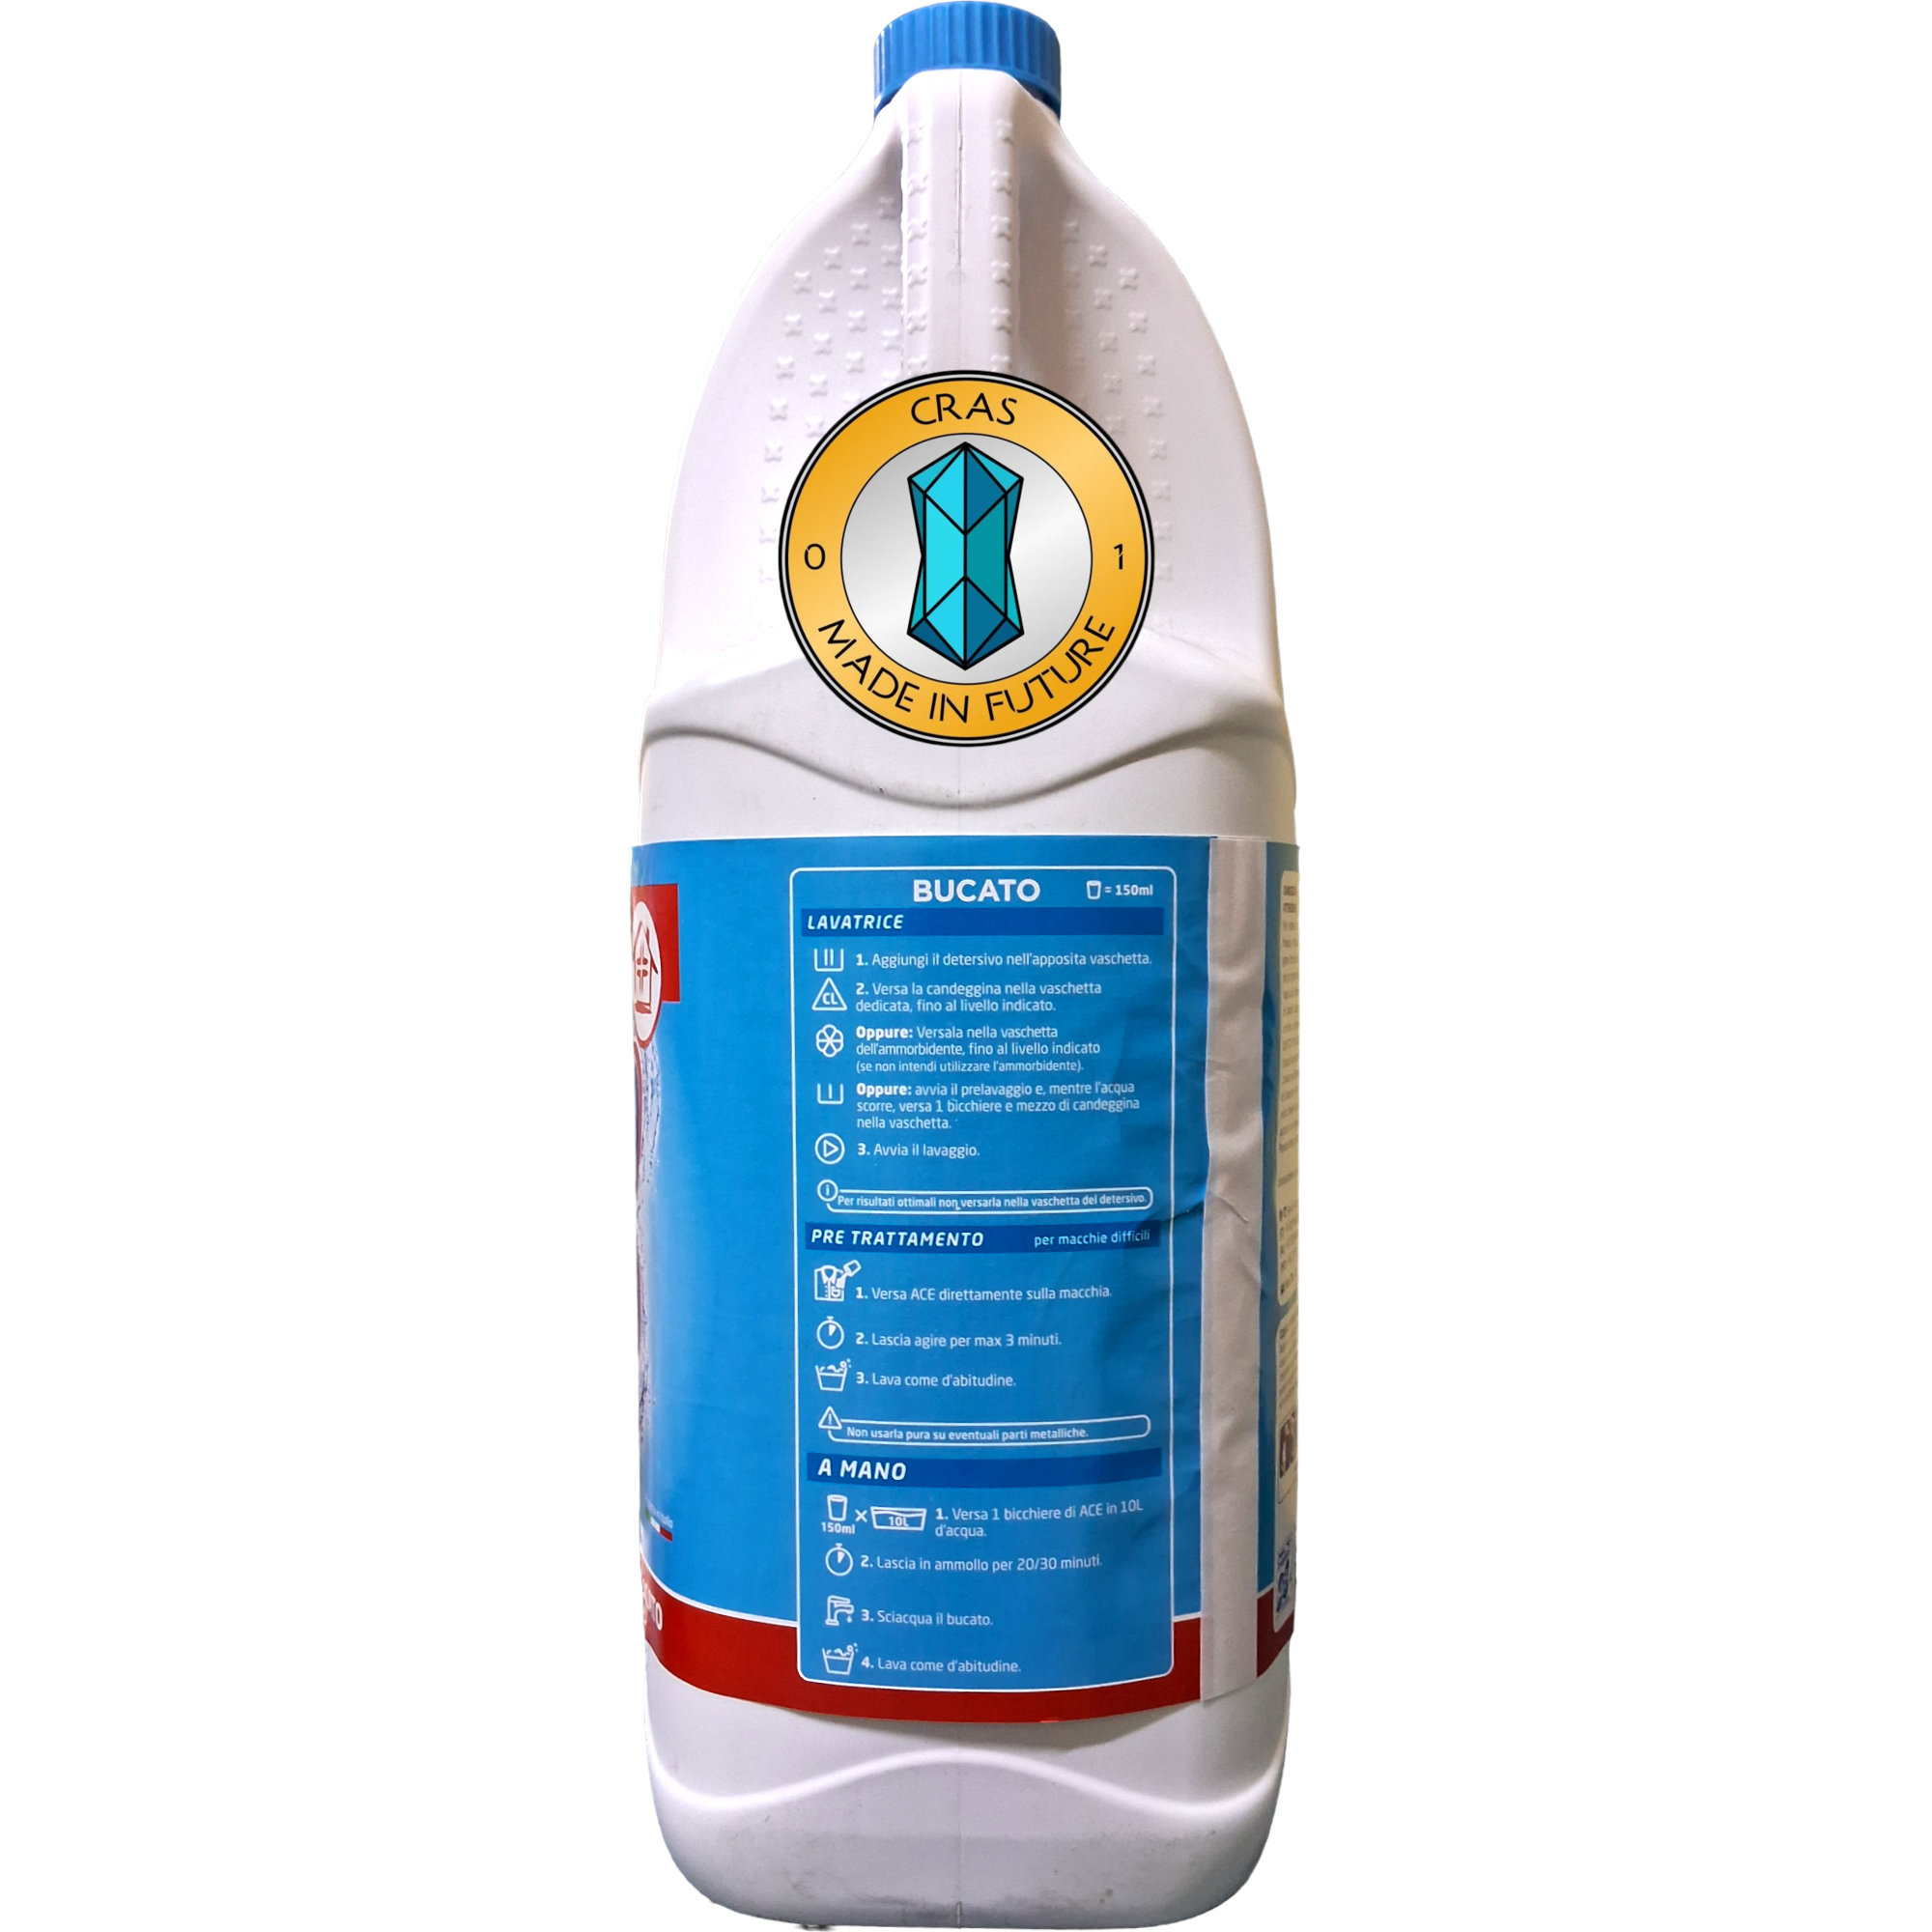 CRAS
0 1
MADE IN FUTURE
BUCATO = 150ml
LAVATRICE
1. Aggiungi il detersivo nell'apposita vaschetta.
CL
2. Versa la candeggina nella vaschetta
dedicata, fino al livello indicato.
Oppure: Versala nella vaschetta
dell'ammorbidente, fino al livello indicato
(se non intendi utilizzare l'ammorbidente).
Oppure: avvia il prelavaggio e, mentre l'acqua
scorre, versa 1 bicchiere e mezzo di candeggina
nella vaschetta.
3. Avvia il lavaggio.
Per risultati ottimali non versarla nella vaschetta del detersivo.
PRE TRATTAMENTO per macchie difficili
1. Versa ACE direttamente sulla macchia.
2. Lascia agire per max 3 minuti.
3. Lava come d'abitudine.
Non usarla pura su eventuali parti metalliche.
A MANO
150ml x 10L
1. Versa 1 bicchiere di ACE in 10L
d'acqua.
2. Lascia in ammollo per 20/30 minuti.
3. Sciacqua il bucato.
4. Lava come d'abitudine.